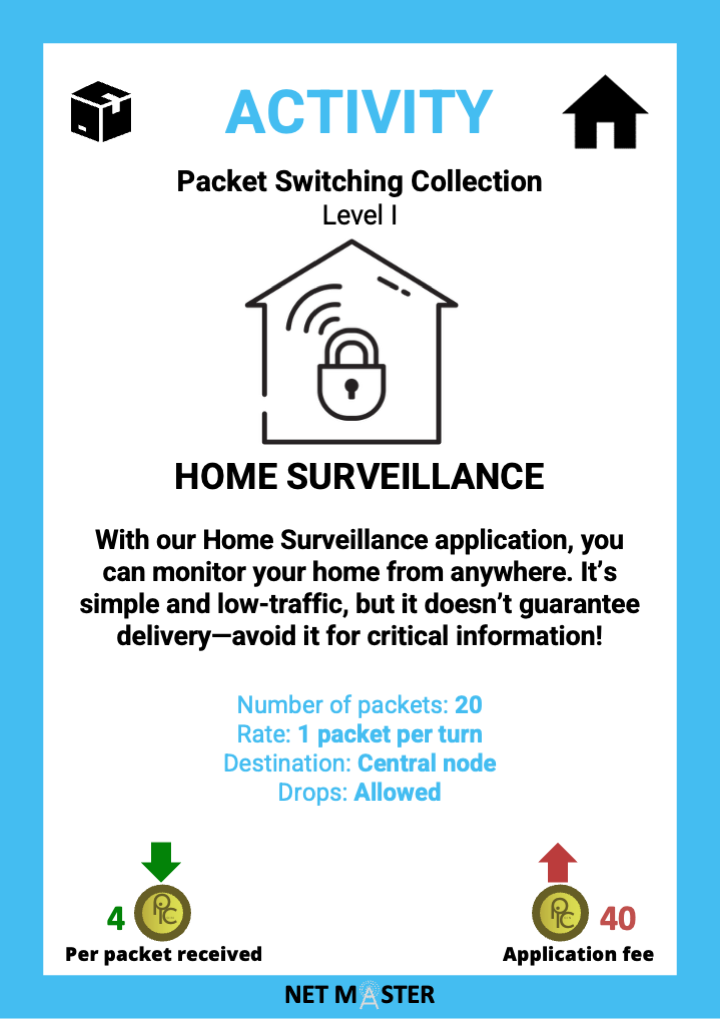 ACTIVITY
Packet Switching Collection
Level I
HOME SURVEILLANCE
With our Home Surveillance application, you
can monitor your home from anywhere. It’s
simple and low-traffic, but it doesn’t guarantee
delivery—avoid it for critical information!
Number of packets: 20
Rate: 1 packet per turn
Destination: Central node
Drops: Allowed
4
40
Per packet received
Application fee
NET MASTER